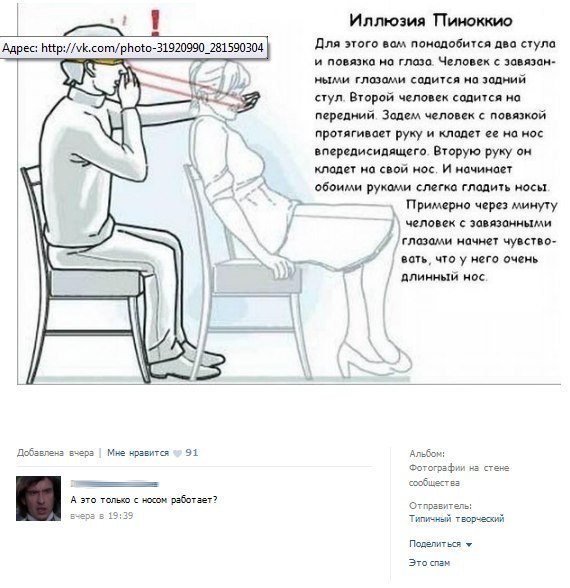 Иллюзия Пиноккио
Адрес: http://vk.com/photo-31920990_281590304
Для этого вам понадобится два стула
и повязка на глаза. Человек с завязан-
ными глазами садится на задний
стул. Второй человек садится на
передний. Задем человек с повязкой
протягивает руку и кладет ее на нос
впередисидящего. Вторую руку он
кладет на свой нос. И начинает
обоими руками слегка гладить носы.
Примерно через минуту
человек с завязанными
глазами начнет чувство-
вать, что у него очень
длинный нос.
Добавлена вчера | Мне нравится 91
А это только с носом работает?
вчера в 19:39
Альбом:
Фотографии на стене
сообщества
Отправитель:
Типичный творческий
Поделиться
Это спам